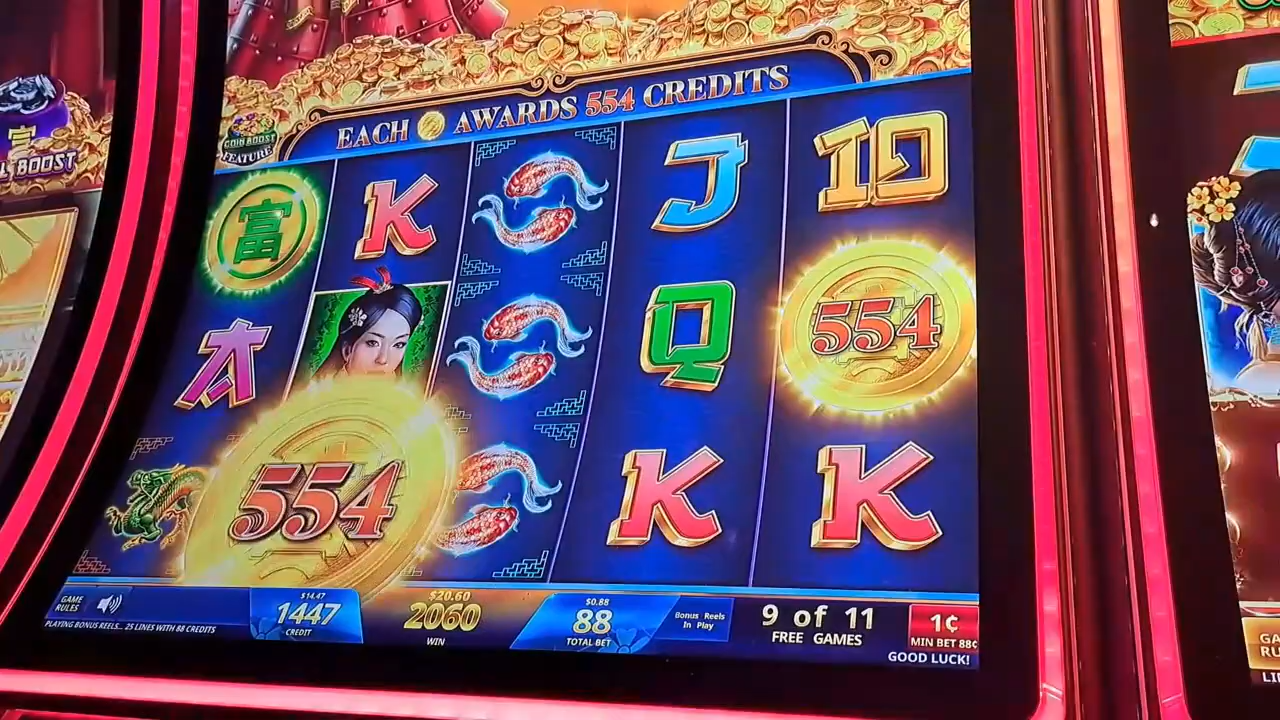 EACH AWARDS 554 CREDITS
COIN BOOST
FEATURE
BOOST
富
K
J
10
A
Q
554
554
K
K
GAME
RULES
$14.47
1447
CREDIT
$20.60
2060
WIN
$0.88
88
TOTAL BET
Bonus Reels
In Play
9 of 11
FREE GAMES
1¢
MIN BET 88¢
PLAYING BONUS REELS... 25 LINES WITH 88 CREDITS
GOOD LUCK!